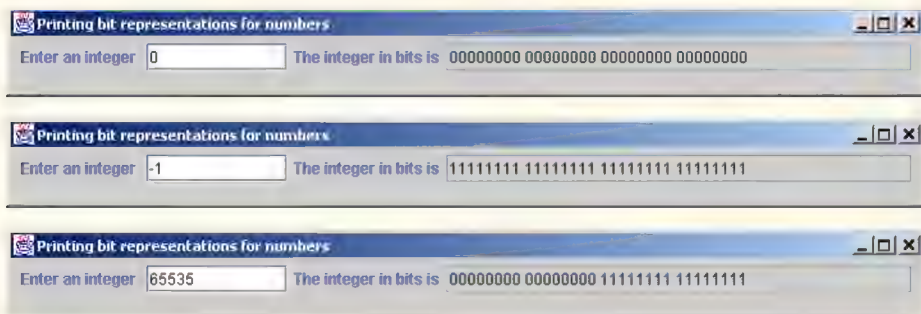 Printing bit representations for numbers
Enter an integer 0 The integer in bits is 00000000 00000000 00000000 00000000
Printing bit representations for numbers
Enter an integer -1 The integer in bits is 11111111 11111111 11111111 11111111
Printing bit representations for numbers
Enter an integer 65535 The integer in bits is 00000000 00000000 11111111 11111111